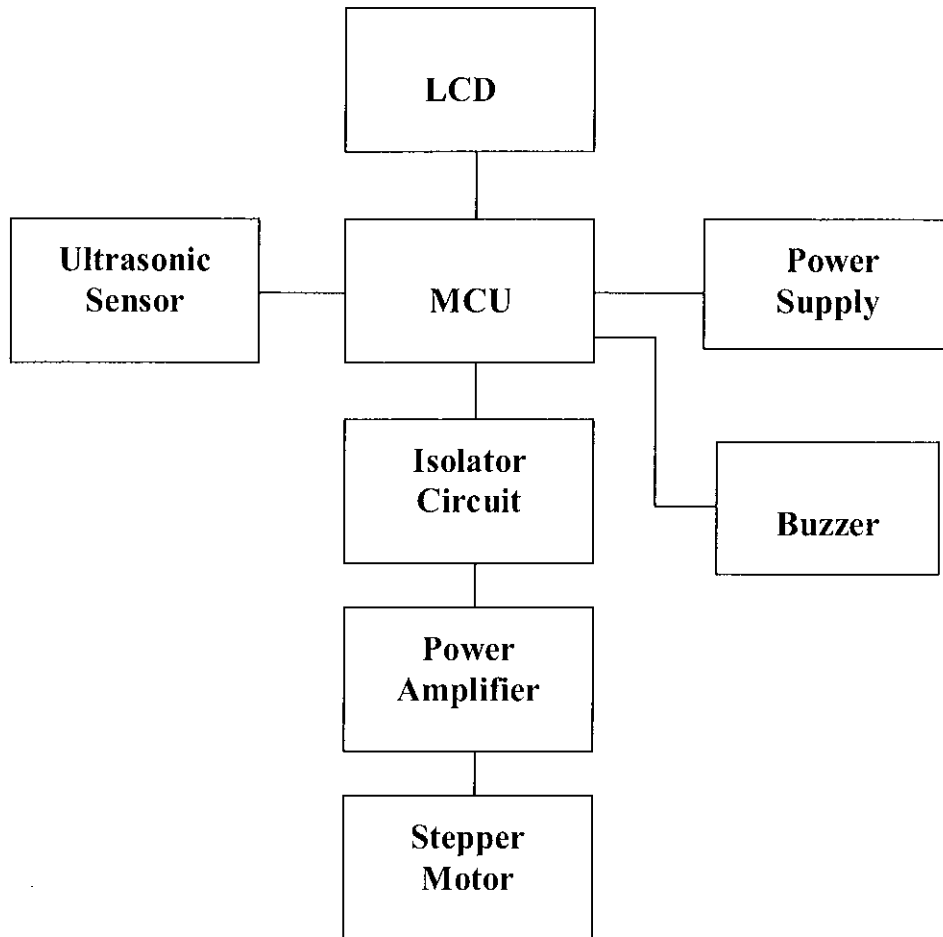 LCD
Ultrasonic
Sensor
MCU
Power
Supply
Isolator
Circuit
Buzzer
Power
Amplifier
Stepper
Motor